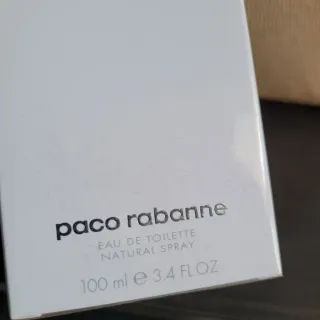 paco rabanne
EAU DE TOILETTE
NATURAL SPRAY
100 ml ℮ 3.4 FL OZ